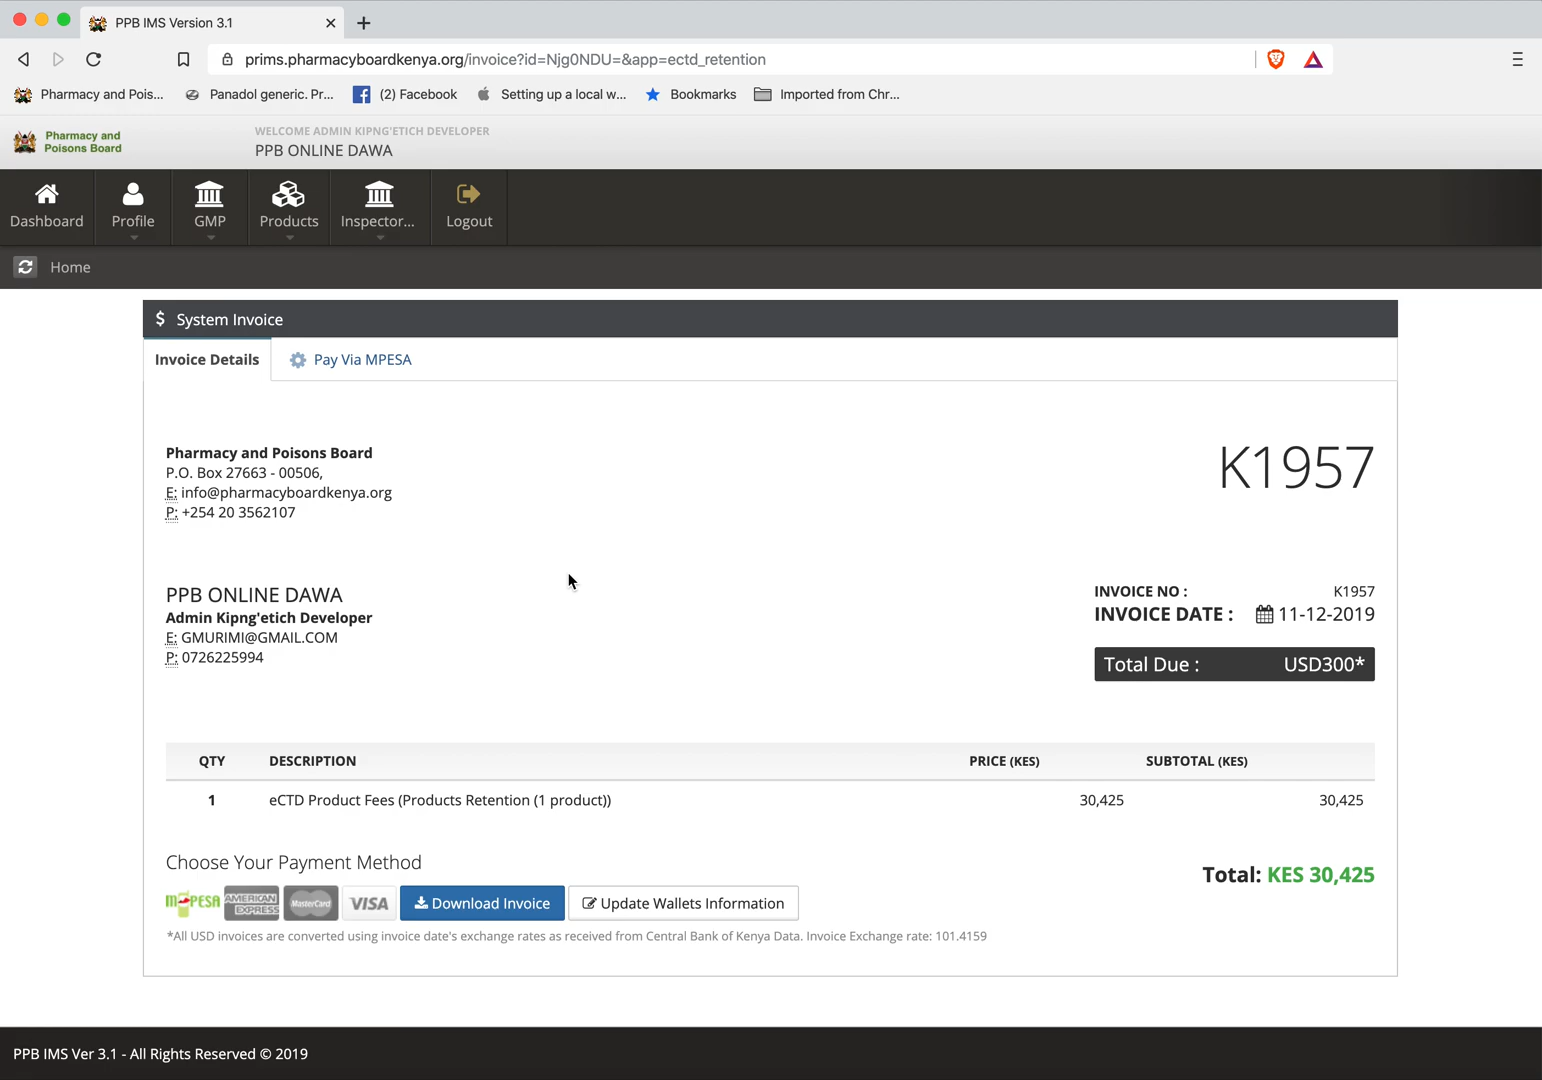 PPB IMS Version 3.1
prims.pharmacyboardkenya.org/invoice?id=Njg0NDU=&app=ectd_retention
Pharmacy and Pois... Panadol generic. Pr... (2) Facebook Setting up a local w... Bookmarks Imported from Chr...
Pharmacy and
Poisons Board
WELCOME ADMIN KIPNG'ETICH DEVELOPER
PPB ONLINE DAWA
Dashboard Profile GMP Products Inspector... Logout
Home
$ System Invoice
Invoice Details Pay Via MPESA
Pharmacy and Poisons Board
P.O. Box 27663 - 00506,
E: info@pharmacyboardkenya.org
P: +254 20 3562107
K1957
PPB ONLINE DAWA
Admin Kipng'etich Developer
E: GMURIMI@GMAIL.COM
P: 0726225994
INVOICE NO : K1957
INVOICE DATE : 11-12-2019
Total Due : USD300*
QTY DESCRIPTION PRICE (KES) SUBTOTAL (KES)
1 eCTD Product Fees (Products Retention (1 product)) 30,425 30,425
Choose Your Payment Method
Total: KES 30,425
M-PESA AMERICAN EXPRESS MasterCard VISA Download Invoice Update Wallets Information
*All USD invoices are converted using invoice date's exchange rates as received from Central Bank of Kenya Data. Invoice Exchange rate: 101.4159
PPB IMS Ver 3.1 - All Rights Reserved © 2019